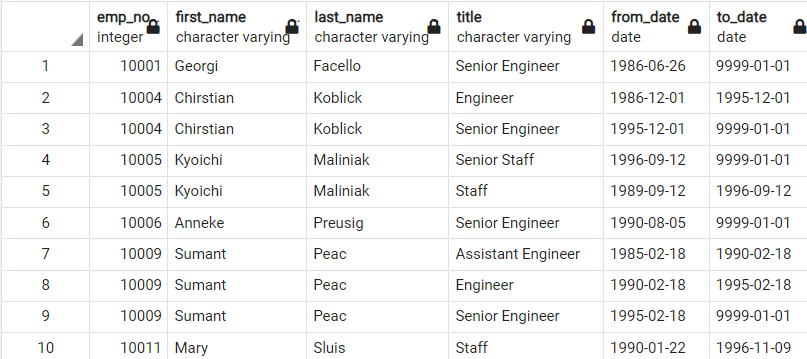 emp_no first_name last_name title from_date to_date
integer character varying character varying character varying date date
1 10001 Georgi Facello Senior Engineer 1986-06-26 9999-01-01
2 10004 Chirstian Koblick Engineer 1986-12-01 1995-12-01
3 10004 Chirstian Koblick Senior Engineer 1995-12-01 9999-01-01
4 10005 Kyoichi Maliniak Senior Staff 1996-09-12 9999-01-01
5 10005 Kyoichi Maliniak Staff 1989-09-12 1996-09-12
6 10006 Anneke Preusig Senior Engineer 1990-08-05 9999-01-01
7 10009 Sumant Peac Assistant Engineer 1985-02-18 1990-02-18
8 10009 Sumant Peac Engineer 1990-02-18 1995-02-18
9 10009 Sumant Peac Senior Engineer 1995-02-18 9999-01-01
10 10011 Mary Sluis Staff 1990-01-22 1996-11-09